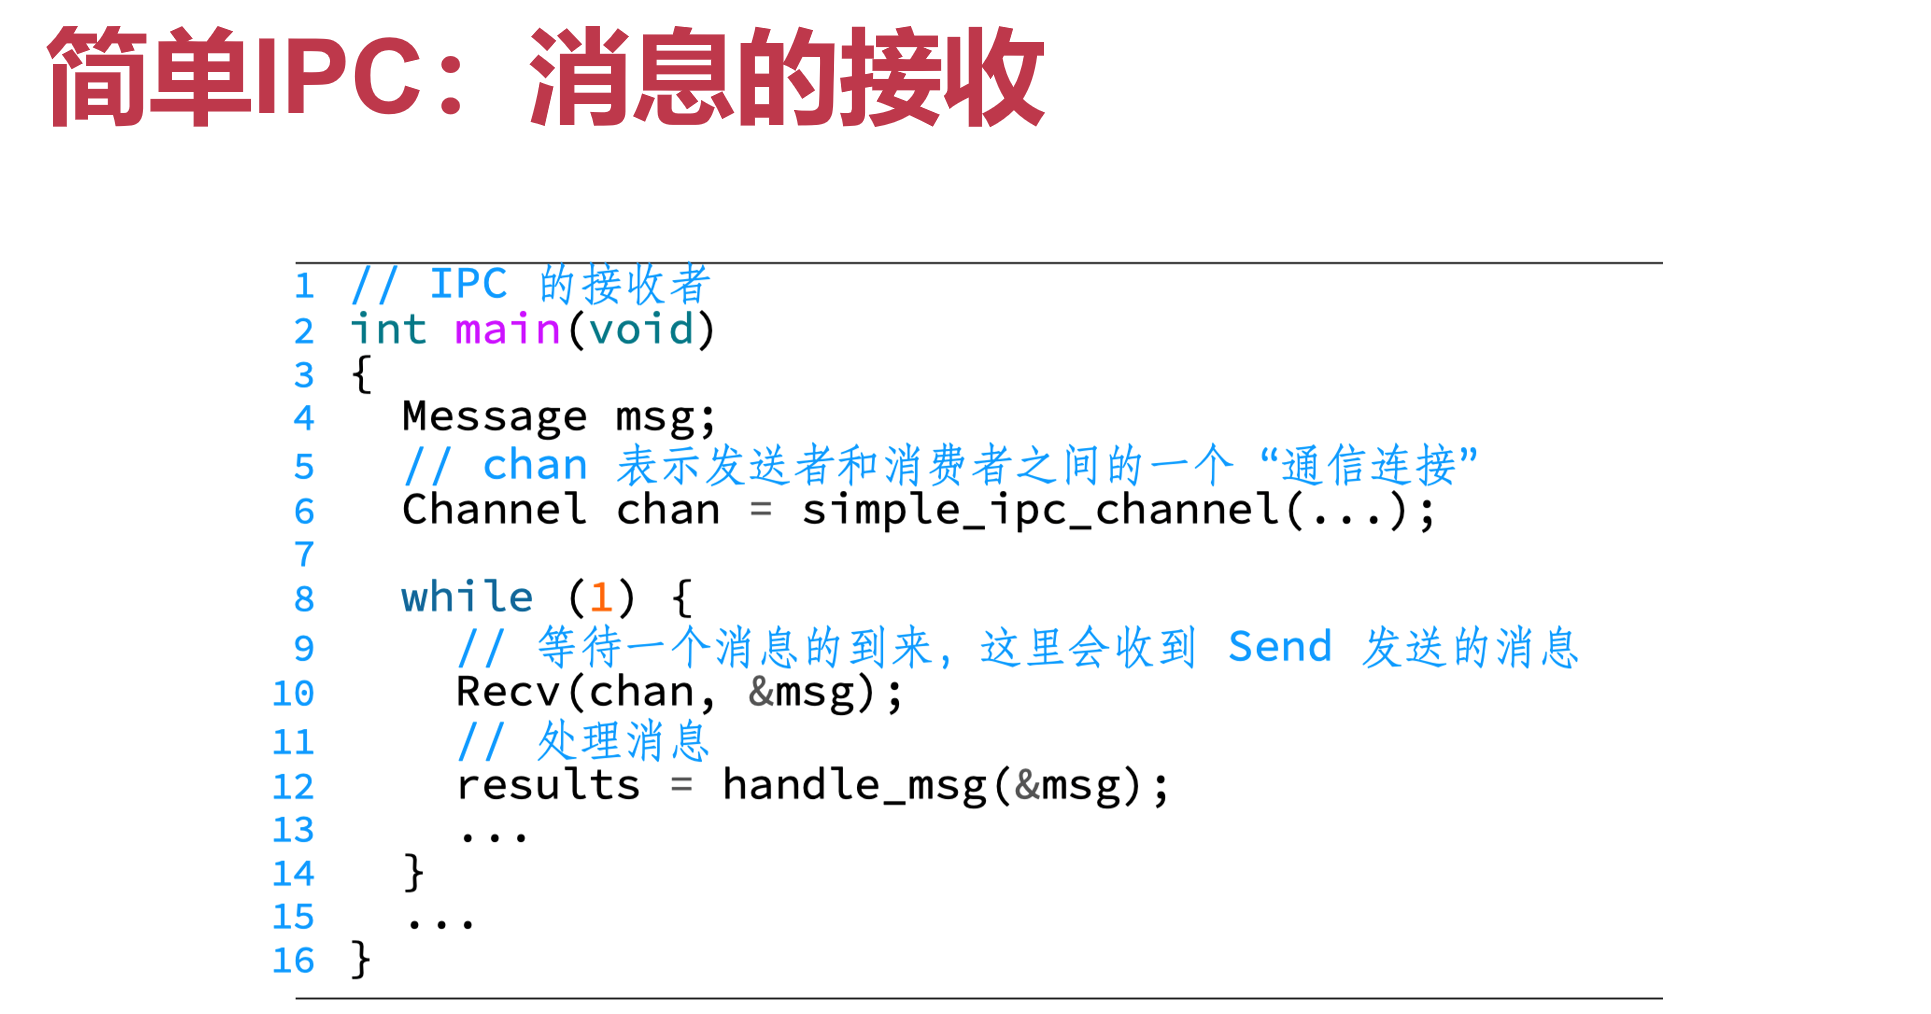 简单IPC：消息的接收
1 // IPC 的接收者
2 int main(void)
3 {
4   Message msg;
5   // chan 表示发送者和消费者之间的一个“通信连接”
6   Channel chan = simple_ipc_channel(...);
7
8   while (1) {
9     // 等待一个消息的到来，这里会收到 Send 发送的消息
10     Recv(chan, &msg);
11     // 处理消息
12     results = handle_msg(&msg);
13     ...
14   }
15   ...
16 }